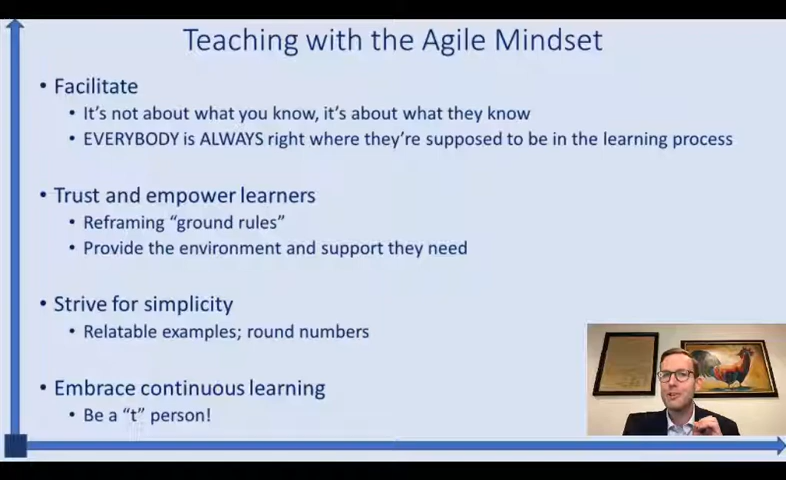 Teaching with the Agile Mindset
• Facilitate
• It's not about what you know, it's about what they know
• EVERYBODY is ALWAYS right where they're supposed to be in the learning process
• Trust and empower learners
• Reframing “ground rules”
• Provide the environment and support they need
• Strive for simplicity
• Relatable examples; round numbers
• Embrace continuous learning
• Be a “t” person!